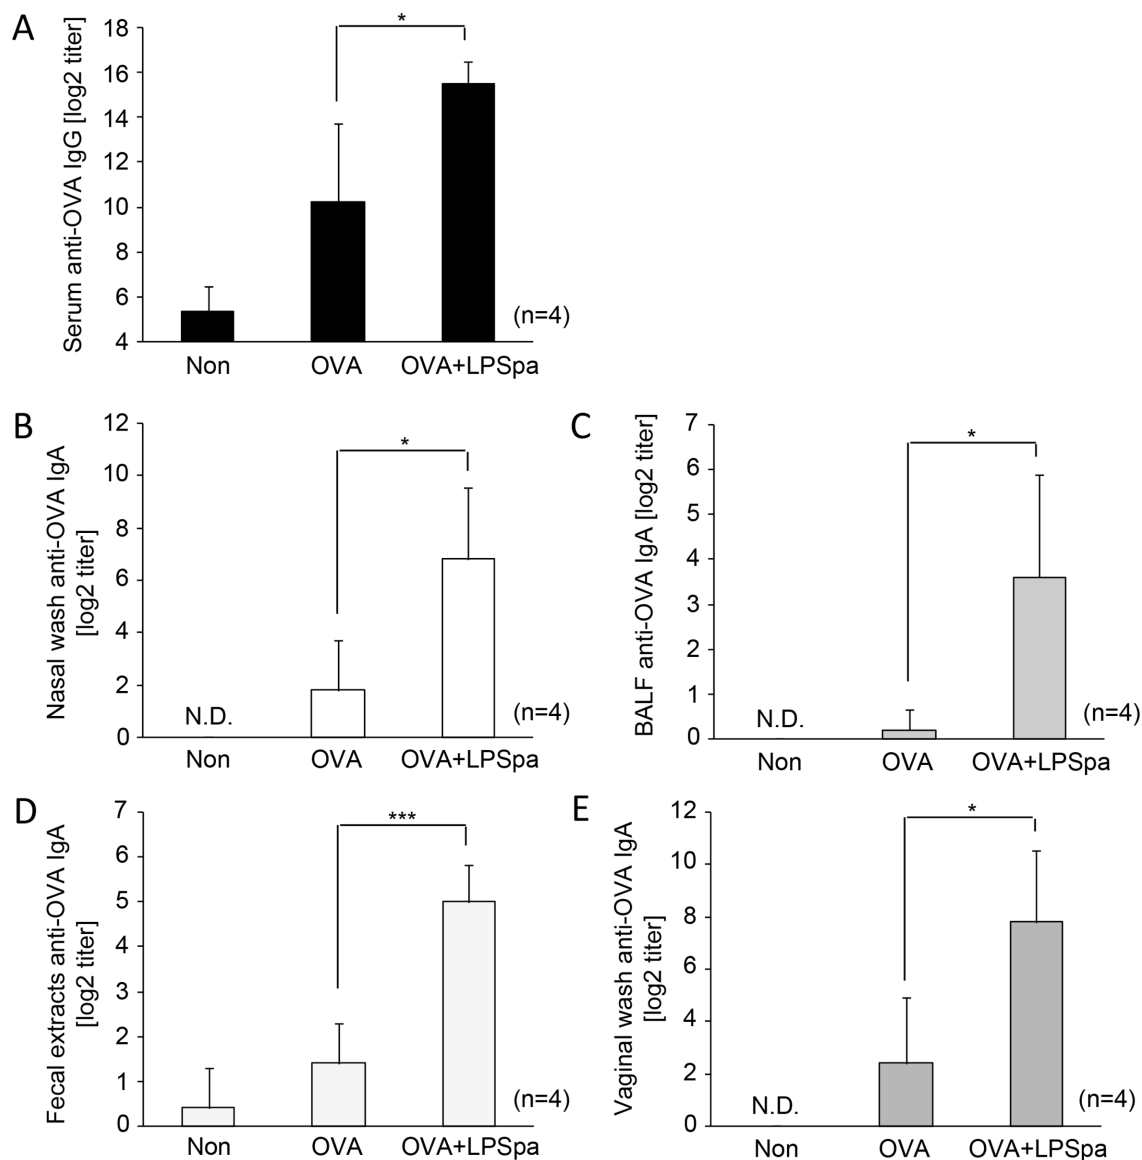 A
Serum anti-OVA IgG [log2 titer]
18
16
14
12
10
8
6
4
*
(n=4)
Non OVA OVA+LPSpa
B
Nasal wash anti-OVA IgA
[log2 titer]
12
10
8
6
4
2
0
*
N.D.
(n=4)
Non OVA OVA+LPSpa
C
BALF anti-OVA IgA [log2 titer]
7
6
5
4
3
2
1
0
*
N.D.
(n=4)
Non OVA OVA+LPSpa
D
Fecal extracts anti-OVA IgA
[log2 titer]
7
6
5
4
3
2
1
0
***
(n=4)
Non OVA OVA+LPSpa
E
Vaginal wash anti-OVA IgA
[log2 titer]
12
10
8
6
4
2
0
*
N.D.
(n=4)
Non OVA OVA+LPSpa